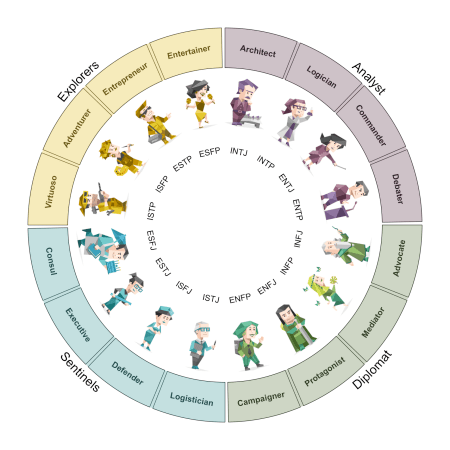 Explorers
Analyst
Sentinels
Diplomat
Architect
Logician
Commander
Debater
Advocate
Mediator
Protagonist
Campaigner
Logistician
Defender
Executive
Consul
Virtuoso
Adventurer
Entrepreneur
Entertainer
INTJ
INTP
ENTJ
ENTP
INFJ
INFP
ENFJ
ENFP
ISTJ
ISFJ
ESTJ
ESFJ
ISTP
ISFP
ESTP
ESFP